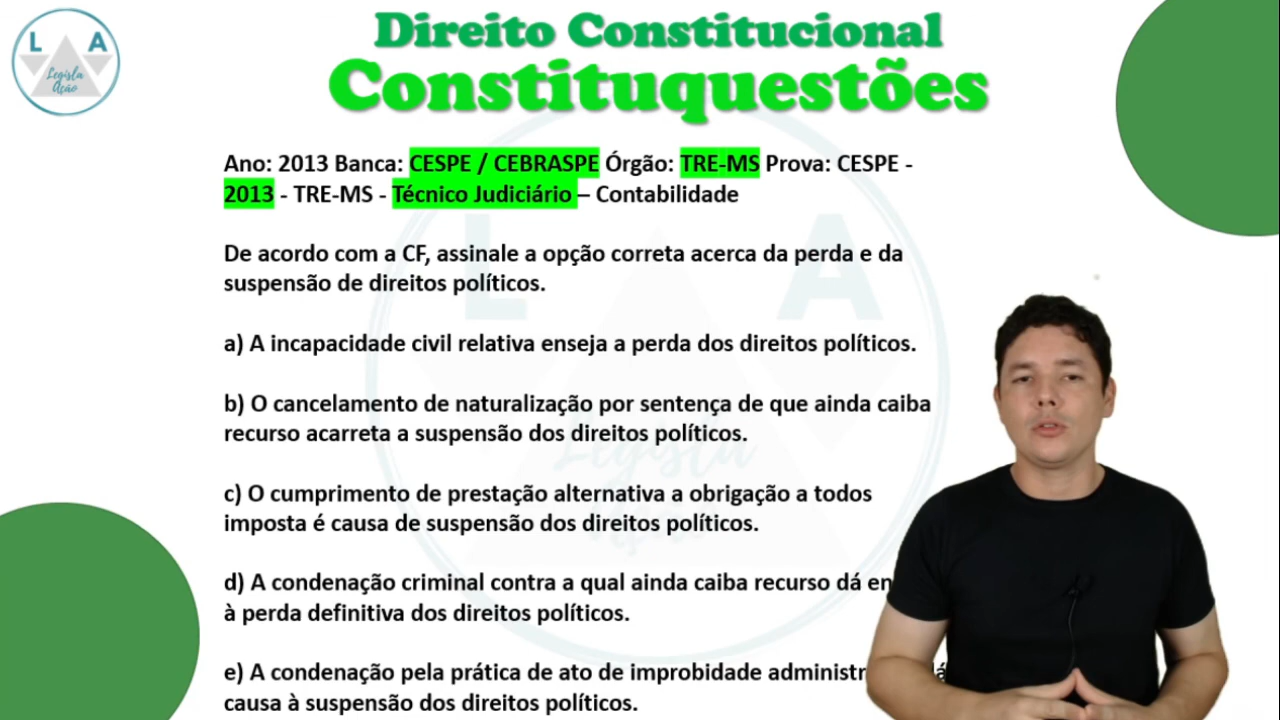 L A
Legisla
Ação
Direito Constitucional
Constituquestões
Ano: 2013 Banca: CESPE / CEBRASPE Órgão: TRE-MS Prova: CESPE -
2013 - TRE-MS - Técnico Judiciário – Contabilidade
De acordo com a CF, assinale a opção correta acerca da perda e da
suspensão de direitos políticos.
a) A incapacidade civil relativa enseja a perda dos direitos políticos.
b) O cancelamento de naturalização por sentença de que ainda caiba
recurso acarreta a suspensão dos direitos políticos.
c) O cumprimento de prestação alternativa a obrigação a todos
imposta é causa de suspensão dos direitos políticos.
d) A condenação criminal contra a qual ainda caiba recurso dá
à perda definitiva dos direitos políticos.
e) A condenação pela prática de ato de improbidade
causa à suspensão dos direitos políticos.